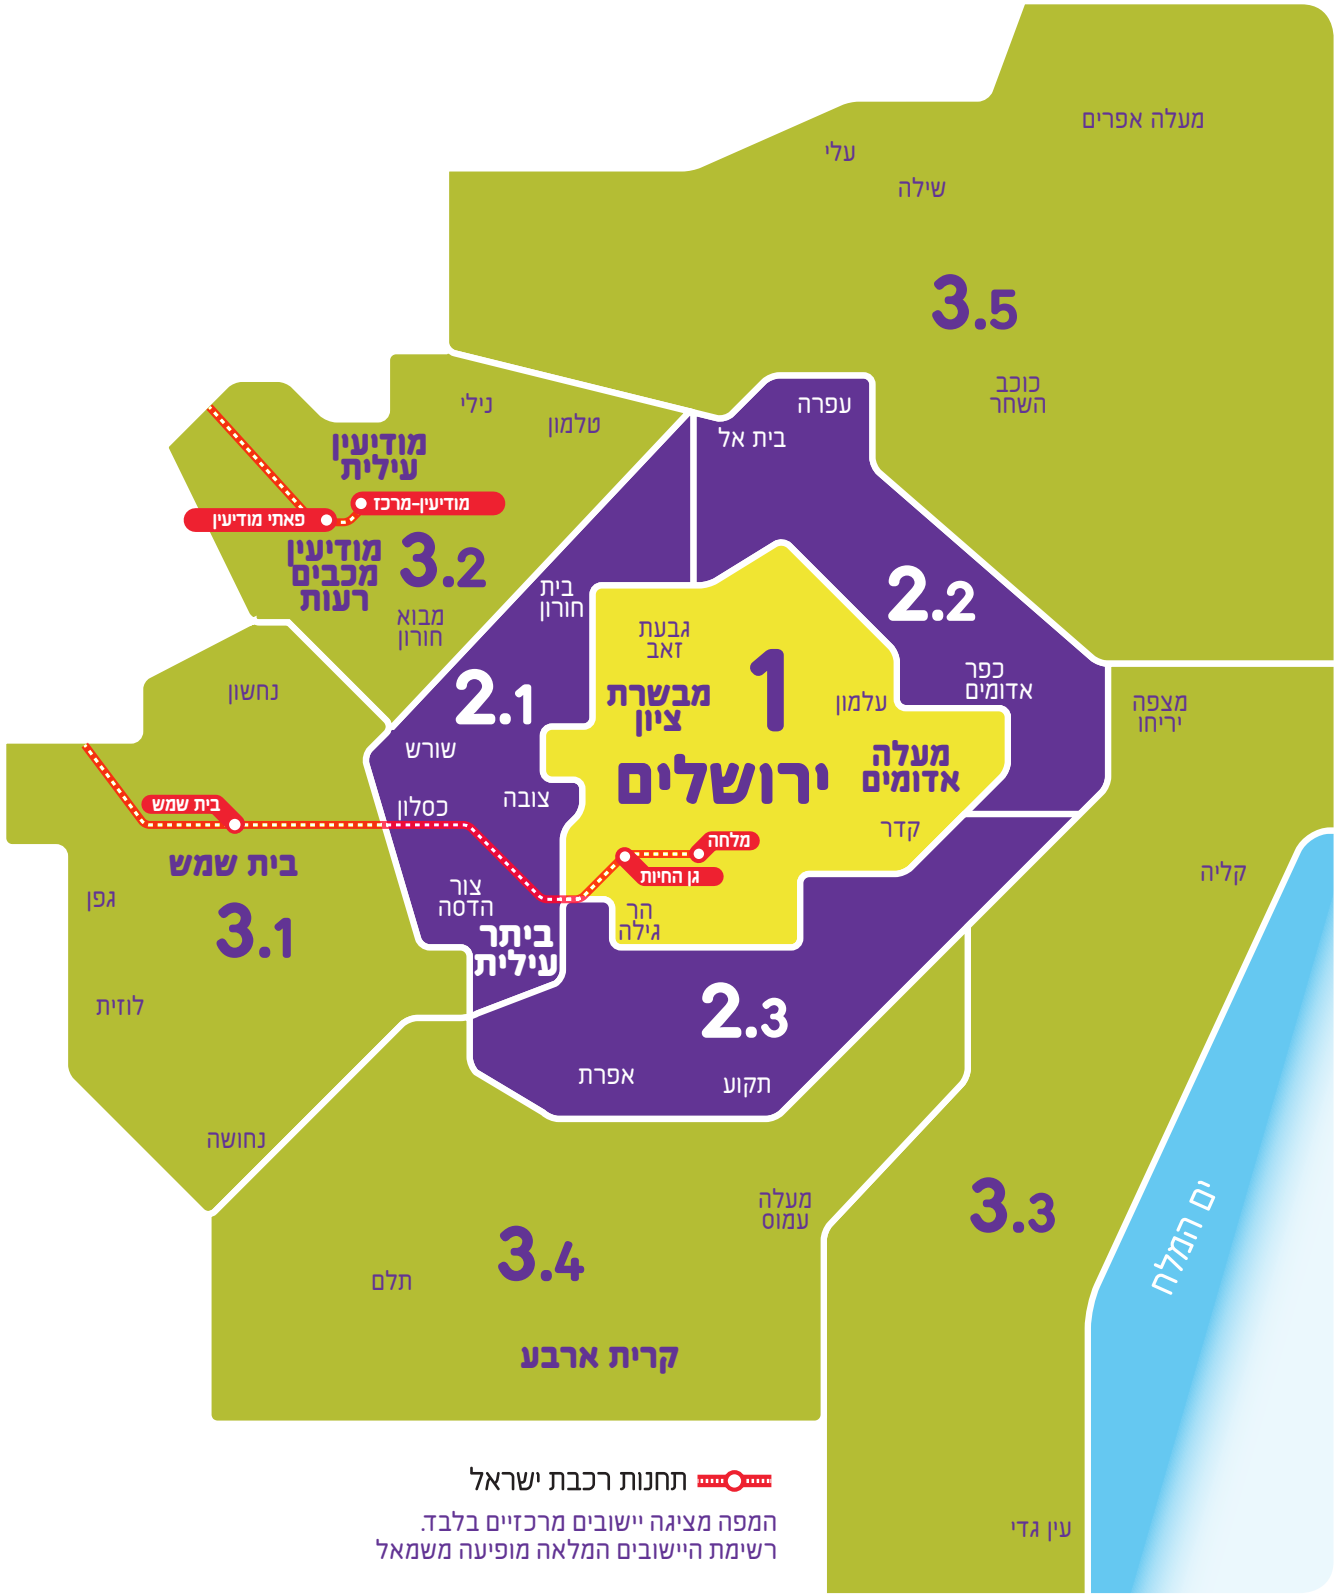 מעלה אפרים
עלי
שילה
3.5
כוכב
השחר
נילי
טלמון
מודיעין
עילית
מודיעין-מרכז
פאתי מודיעין
מודיעין
מכבים
רעות
3.2
מבוא
חורון
עפרה
בית אל
2.2
כפר
אדומים
בית
חורון
2.1
שורש
צובה
כסלון
צור
הדסה
ביתר
עילית
גבעת
זאב
1
מבשרת
ציון
עלמון
ירושלים
מעלה
אדומים
קדר
מלחה
גן החיות
הר
גילה
מצפה
יריחו
קליה
נחשון
בית שמש
בית שמש
גפן
3.1
לוזית
נחושה
2.3
אפרת
תקוע
מעלה
עמוס
3.4
תלם
קרית ארבע
3.3
ים המלח
עין גדי
תחנות רכבת ישראל
המפה מציגה יישובים מרכזיים בלבד.
רשימת היישובים המלאה מופיעה משמאל